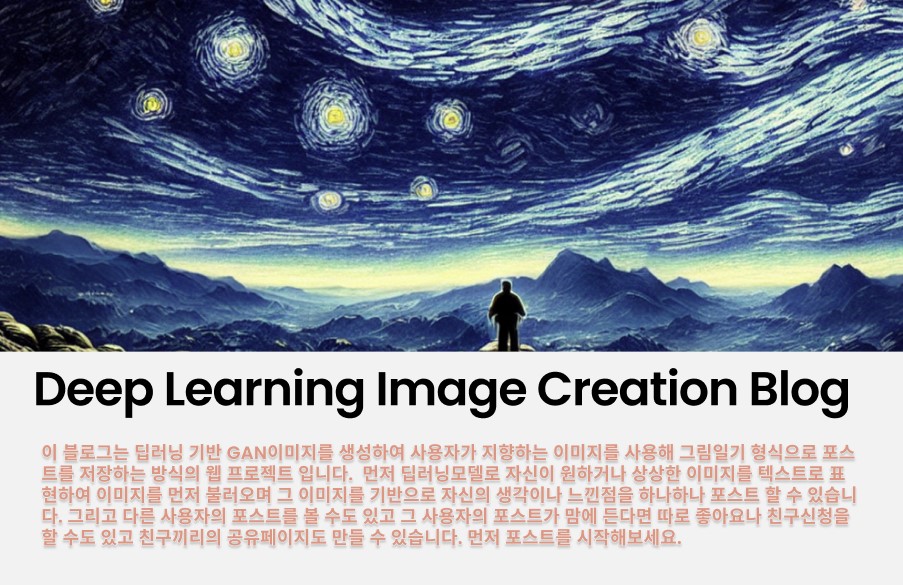 Deep Learning Image Creation Blog
이 블로그는 딥러닝 기반 GAN이미지를 생성하여 사용자가 지향하는 이미지를 사용해 그림일기 형식으로 포스
트를 저장하는 방식의 웹 프로젝트 입니다. 먼저 딥러닝모델로 자신이 원하거나 상상한 이미지를 텍스트로 표
현하여 이미지를 먼저 불러오며 그 이미지를 기반으로 자신의 생각이나 느낀점을 하나하나 포스트 할 수 있습니
다. 그리고 다른 사용자의 포스트를 볼 수도 있고 그 사용자의 포스트가 맘에 든다면 따로 좋아요나 친구신청을
할 수도 있고 친구끼리의 공유페이지도 만들 수 있습니다. 먼저 포스트를 시작해보세요.